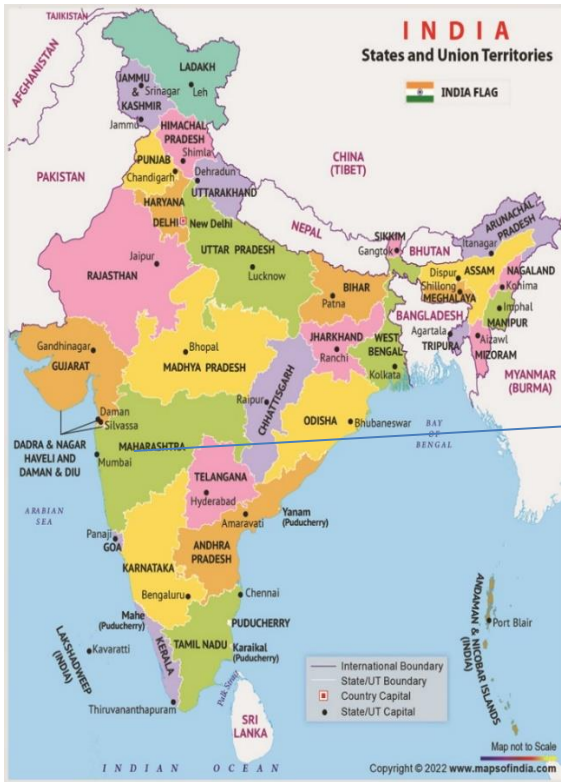 TAJIKISTAN
INDIA
States and Union Territories
INDIA FLAG
AFGHANISTAN
LADAKH
Leh
JAMMU
&
KASHMIR
Srinagar
Jammu
HIMACHAL
PRADESH
Shimla
PUNJAB
Chandigarh
Dehradun
UTTARAKHAND
CHINA
(TIBET)
PAKISTAN
HARYANA
DELHI
New Delhi
NEPAL
SIKKIM
Gangtok
BHUTAN
ARUNACHAL
PRADESH
Itanagar
RAJASTHAN
Jaipur
UTTAR PRADESH
Lucknow
BIHAR
Patna
Dispur
ASSAM
NAGALAND
Kohima
Shillong
MEGHALAYA
Imphal
MANIPUR
BANGLADESH
Agartala
TRIPURA
Aizawl
MIZORAM
MYANMAR
(BURMA)
Gandhinagar
GUJARAT
Bhopal
MADHYA PRADESH
JHARKHAND
Ranchi
WEST
BENGAL
Kolkata
CHHATTISGARH
Raipur
ODISHA
Bhubaneswar
Daman
Silvassa
DADRA & NAGAR
HAVELI AND
DAMAN & DIU
MAHARASHTRA
Mumbai
BAY
OF
BENGAL
TELANGANA
Hyderabad
ARABIAN
SEA
Amaravati
Yanam
(Puducherry)
Panaji
GOA
KARNATAKA
ANDHRA
PRADESH
Bengaluru
Chennai
Mahe
(Puducherry)
PUDUCHERRY
LAKSHADWEEP
(INDIA)
Kavaratti
KERALA
TAMIL NADU
Karaikal
(Puducherry)
Thiruvananthapuram
Palk Strait
SRI
LANKA
ANDAMAN & NICOBAR ISLANDS
(INDIA)
Port Blair
International Boundary
State/UT Boundary
Country Capital
State/UT Capital
Map not to Scale
INDIAN OCEAN
Copyright © 2022 www.mapsofindia.com